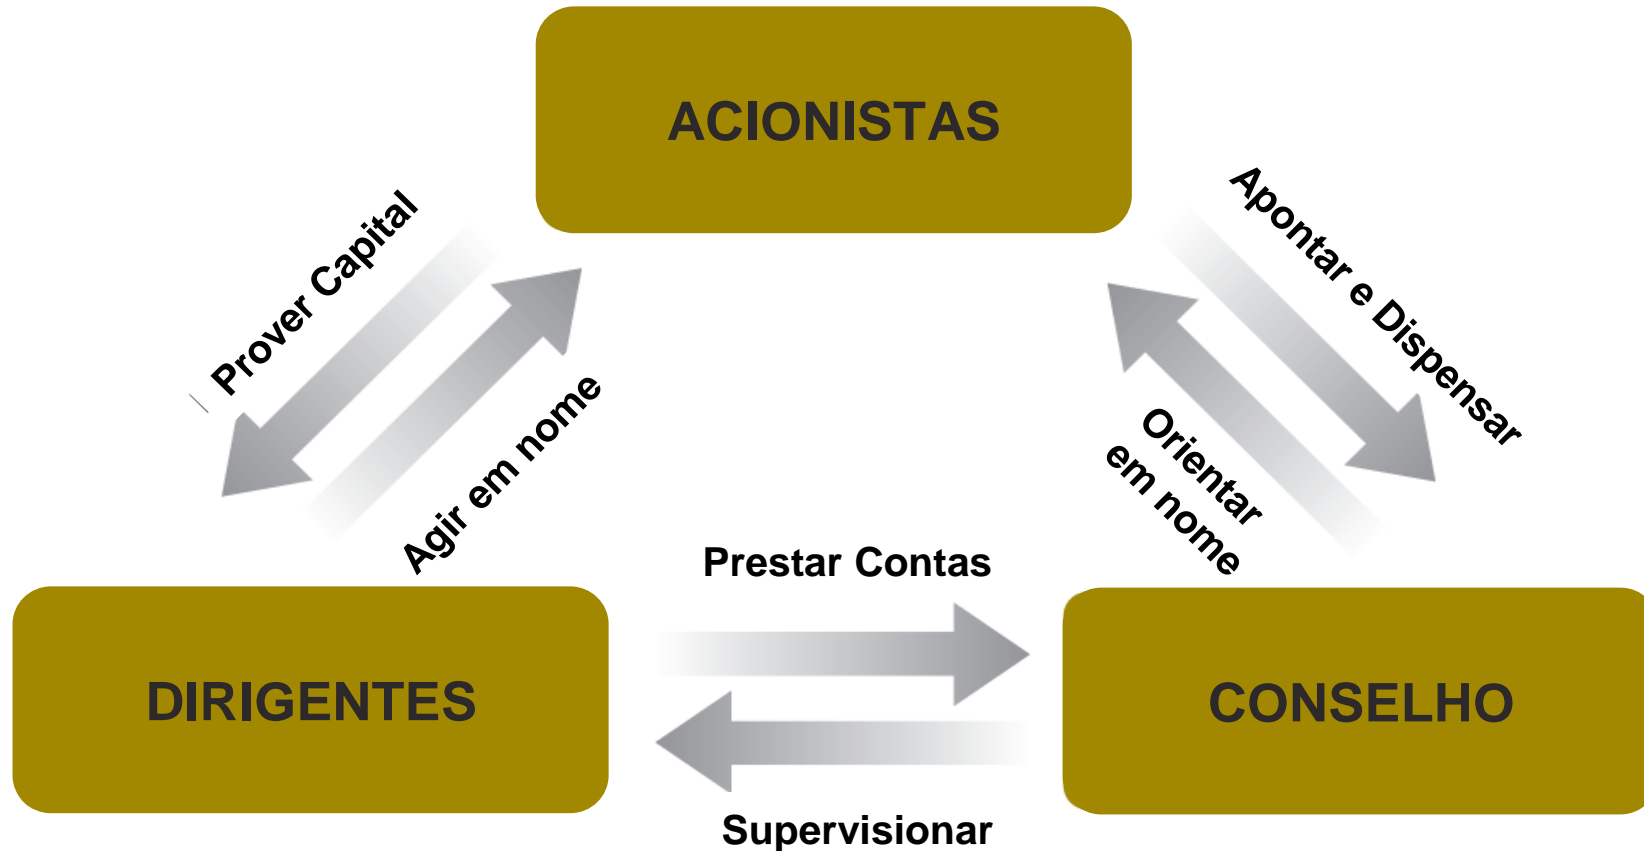 ACIONISTAS
Prover Capital
Agir em nome
Apontar e Dispensar
Orientar
em nome
Prestar Contas
DIRIGENTES
CONSELHO
Supervisionar